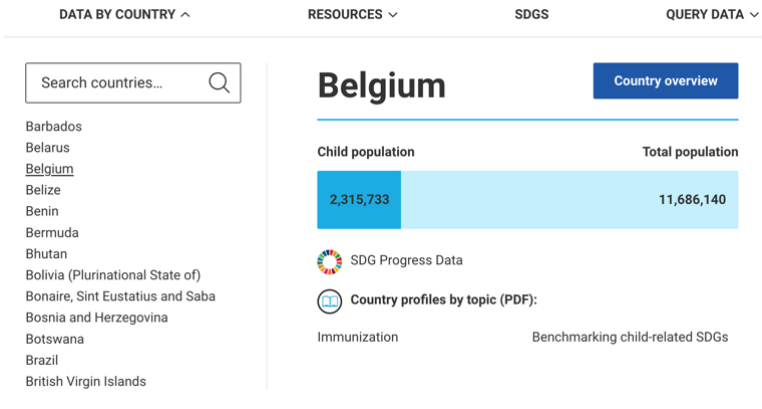 DATA BY COUNTRY RESOURCES SDGS QUERY DATA
Search countries...
Barbados
Belarus
Belgium
Belize
Benin
Bermuda
Bhutan
Bolivia (Plurinational State of)
Bonaire, Sint Eustatius and Saba
Bosnia and Herzegovina
Botswana
Brazil
British Virgin Islands
Belgium
Country overview
Child population Total population
2,315,733 11,686,140
SDG Progress Data
Country profiles by topic (PDF):
Immunization Benchmarking child-related SDGs